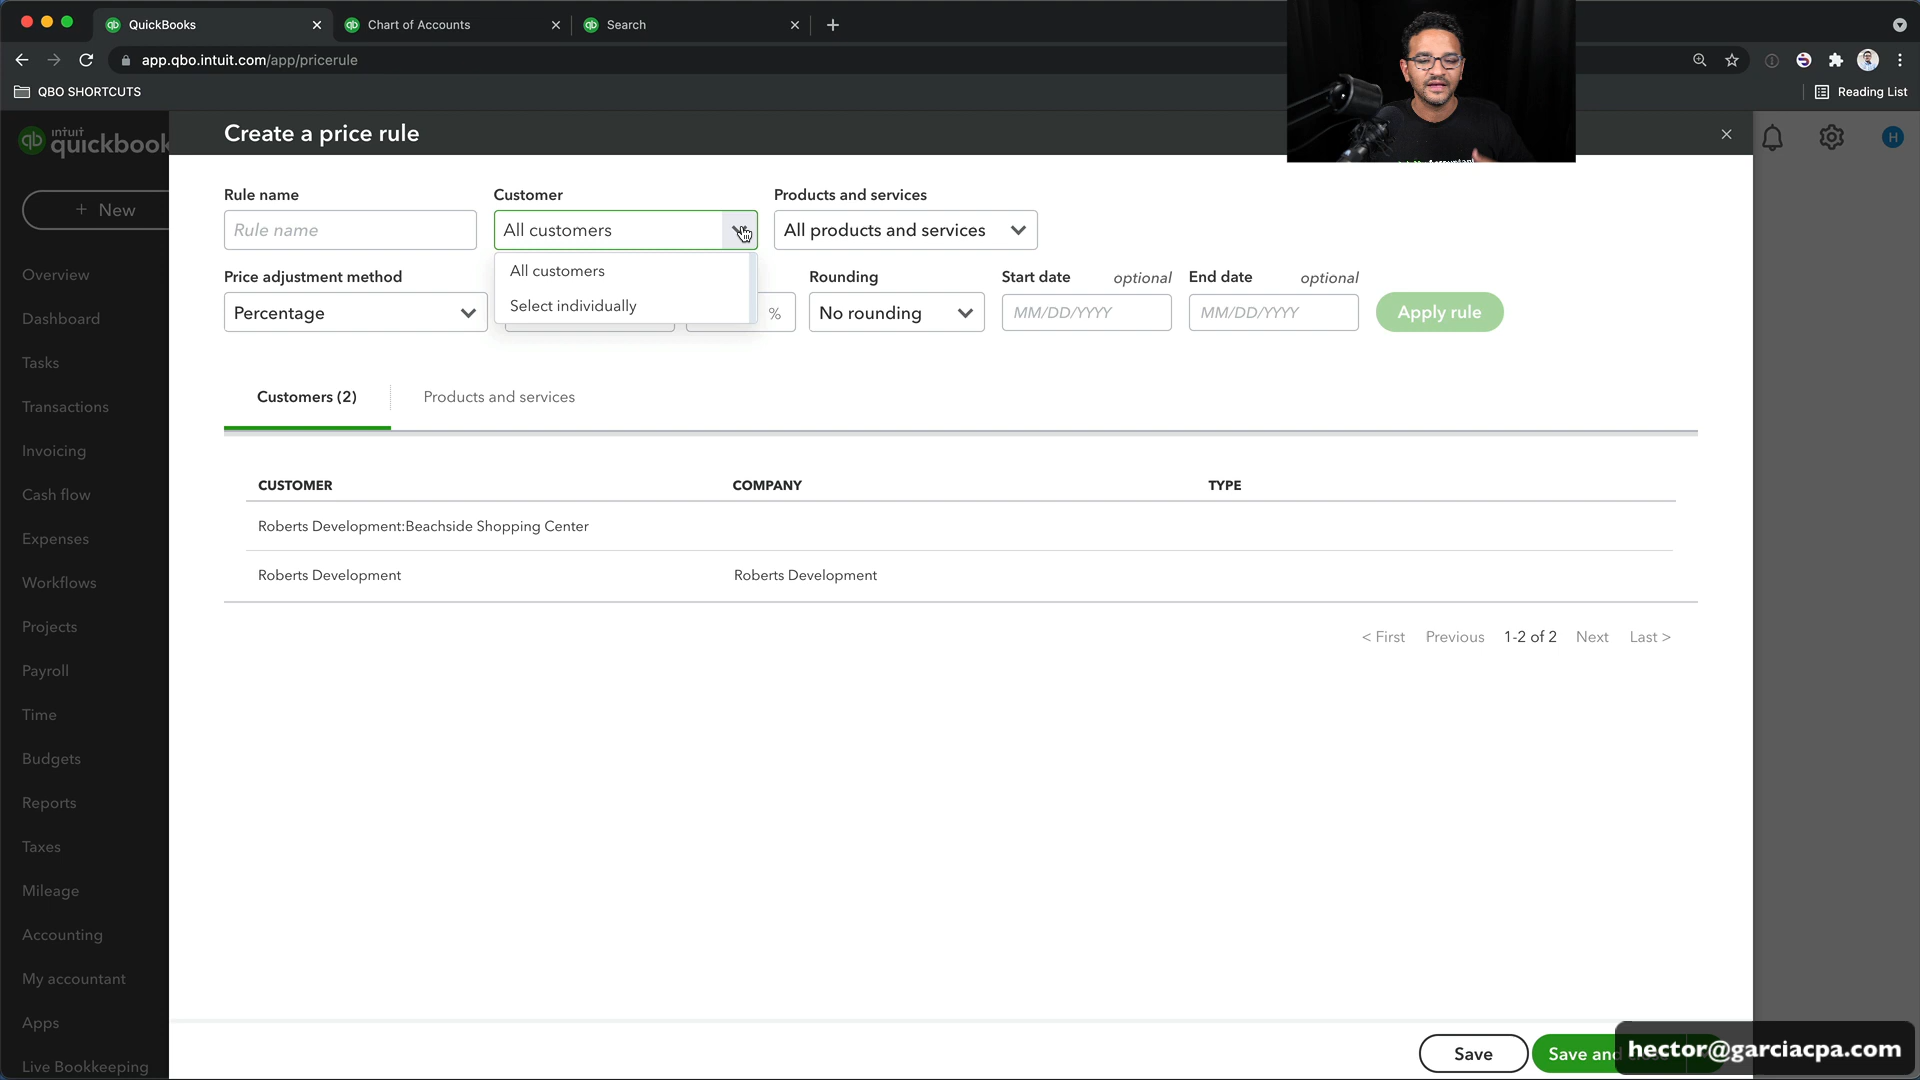 QuickBooks
Chart of Accounts
Search
app.qbo.intuit.com/app/pricerule
QBO SHORTCUTS
Reading List
qb
intuit
quickbook
Create a price rule
H
+ New
Rule name
Customer
Products and services
Rule name
All customers
All products and services
All customers
Select individually
Price adjustment method
Rounding
Start date
optional
End date
optional
Percentage
%
No rounding
MM/DD/YYYY
MM/DD/YYYY
Apply rule
Overview
Dashboard
Tasks
Transactions
Invoicing
Cash flow
Expenses
Workflows
Projects
Payroll
Time
Budgets
Reports
Taxes
Mileage
Accounting
My accountant
Apps
Live Bookkeeping
Customers (2)
Products and services
CUSTOMER
COMPANY
TYPE
Roberts Development:Beachside Shopping Center
Roberts Development
Roberts Development
< First
Previous
1-2 of 2
Next
Last >
Save
Save and
hector@garciacpa.com